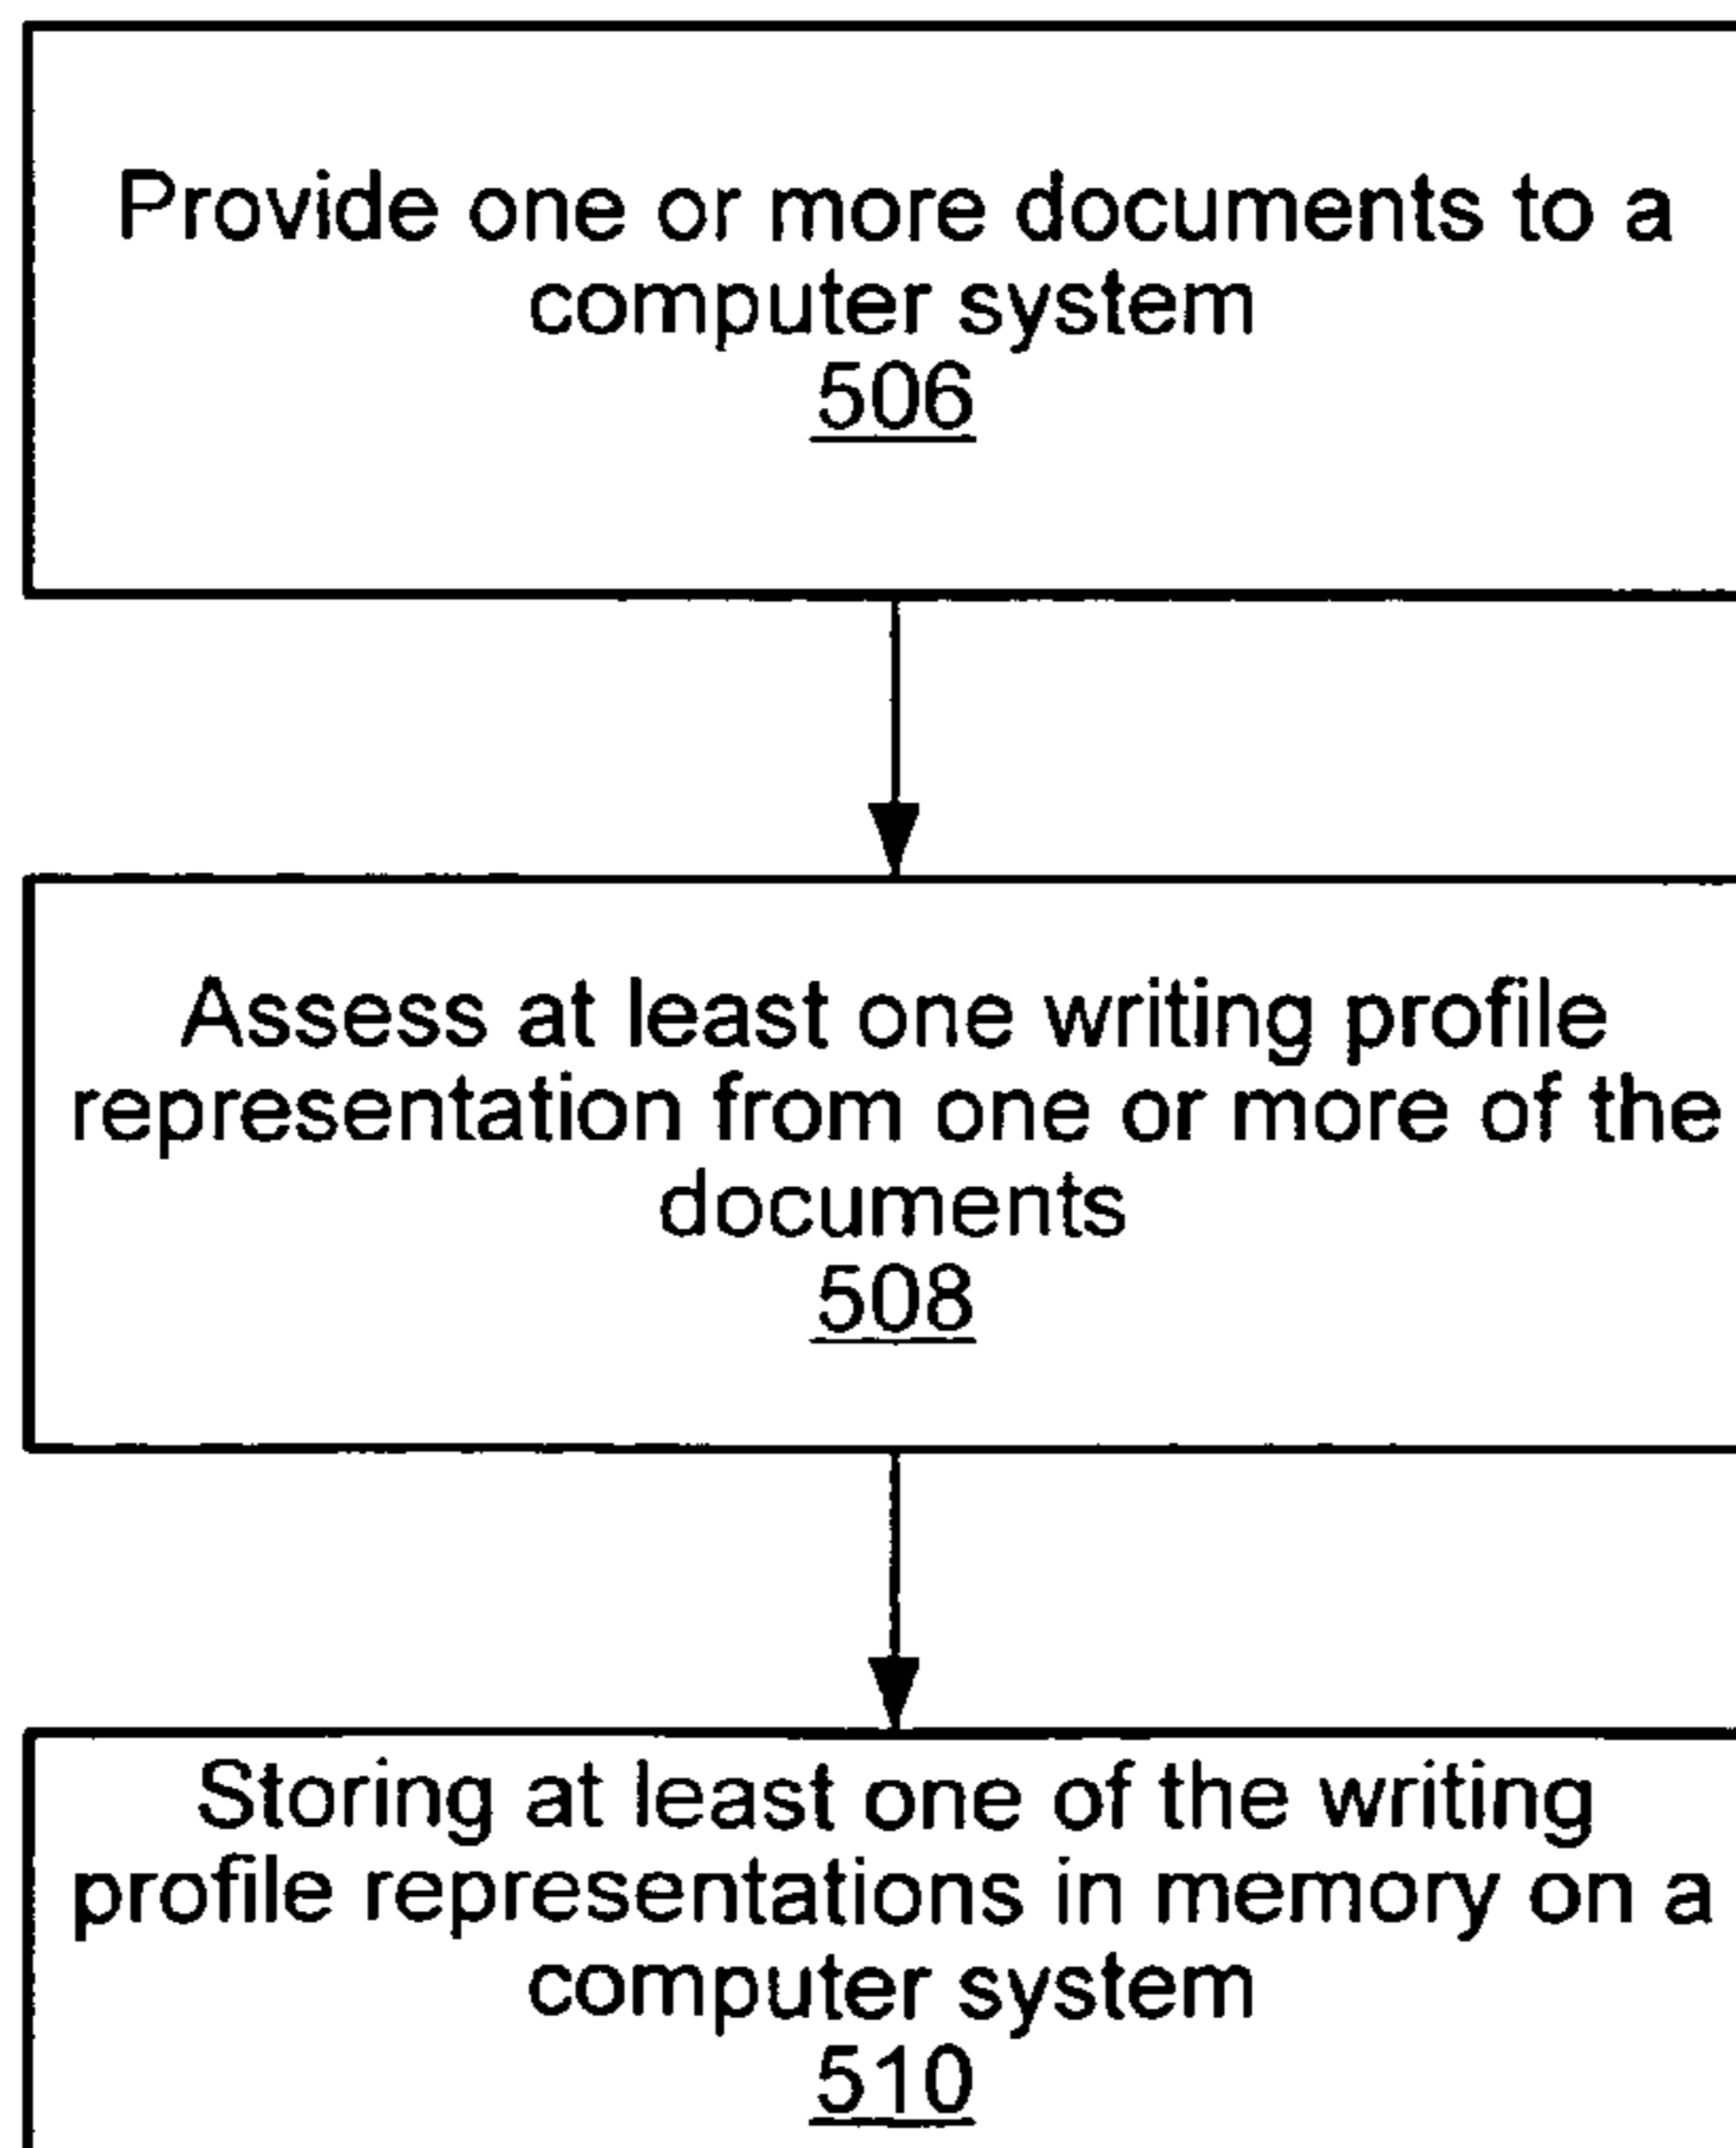 Provide one or more documents to a
computer system
506
Assess at least one writing profile
representation from one or more of the
documents
508
Storing at least one of the writing
profile representations in memory on a
computer system
510